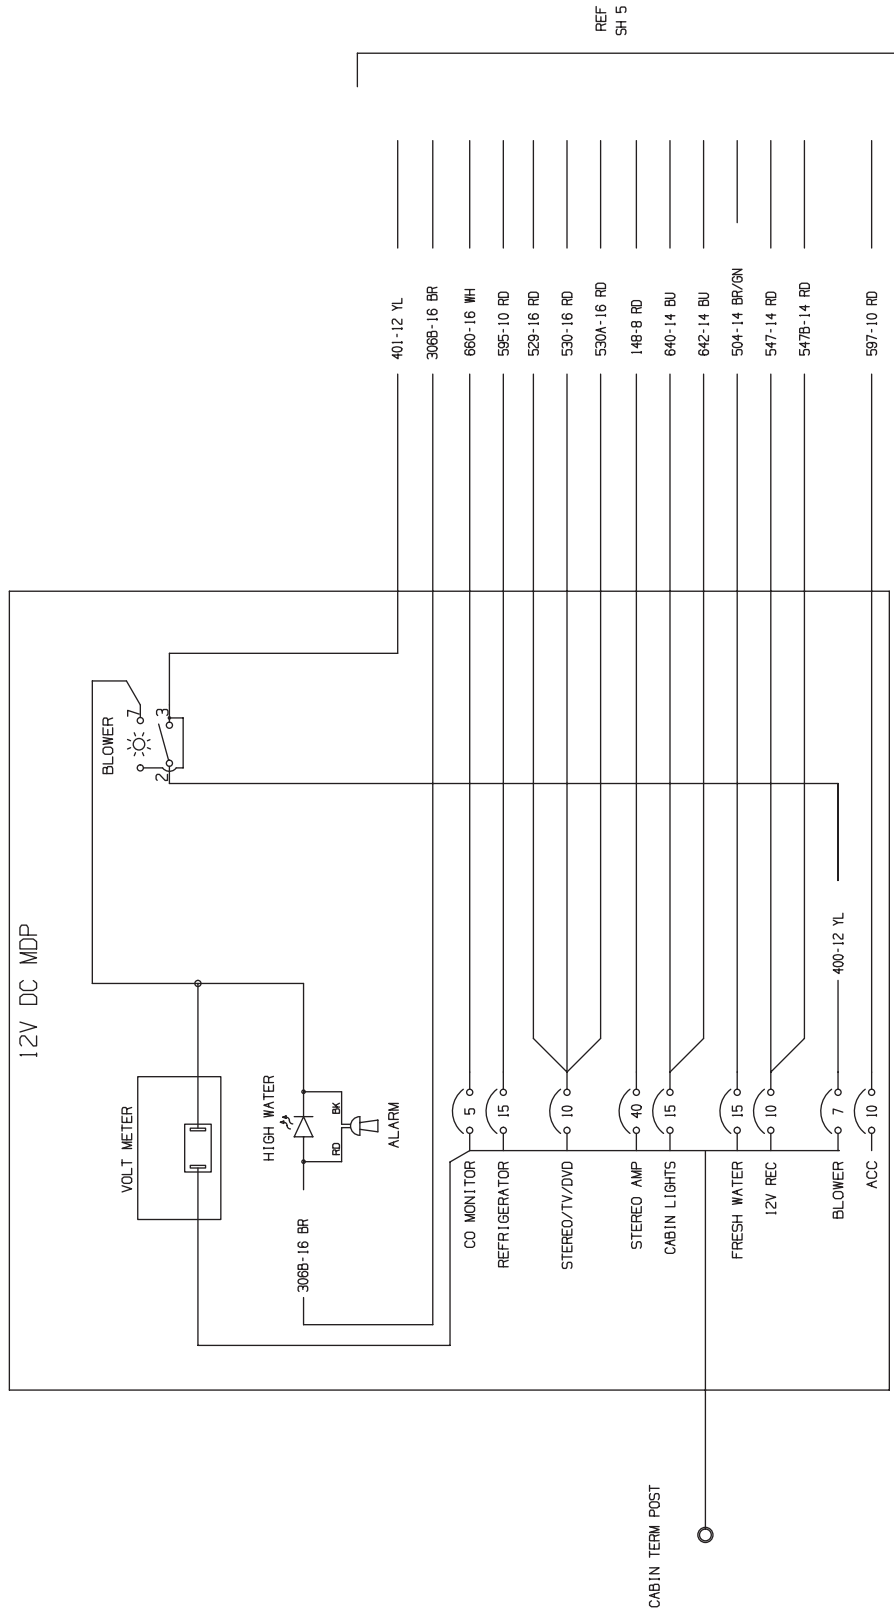 12V DC MDP
VOLT METER
BLOWER
7
2
3
HIGH WATER
RD
BK
ALARM
306B-16 BR
401-12 YL
306B-16 BR
CO MONITOR 5 660-16 WH
REFRIGERATOR 15 595-10 RD
529-16 RD
STEREO/TV/DVD 10 530-16 RD
530A-16 RD
STEREO AMP 40 148-8 RD
CABIN LIGHTS 15 640-14 BU
642-14 BU
FRESH WATER 15 504-14 BR/GN
12V REC 10 547-14 RD
547B-14 RD
BLOWER 7 400-12 YL
ACC 10 597-10 RD
CABIN TERM POST
REF
SH 5